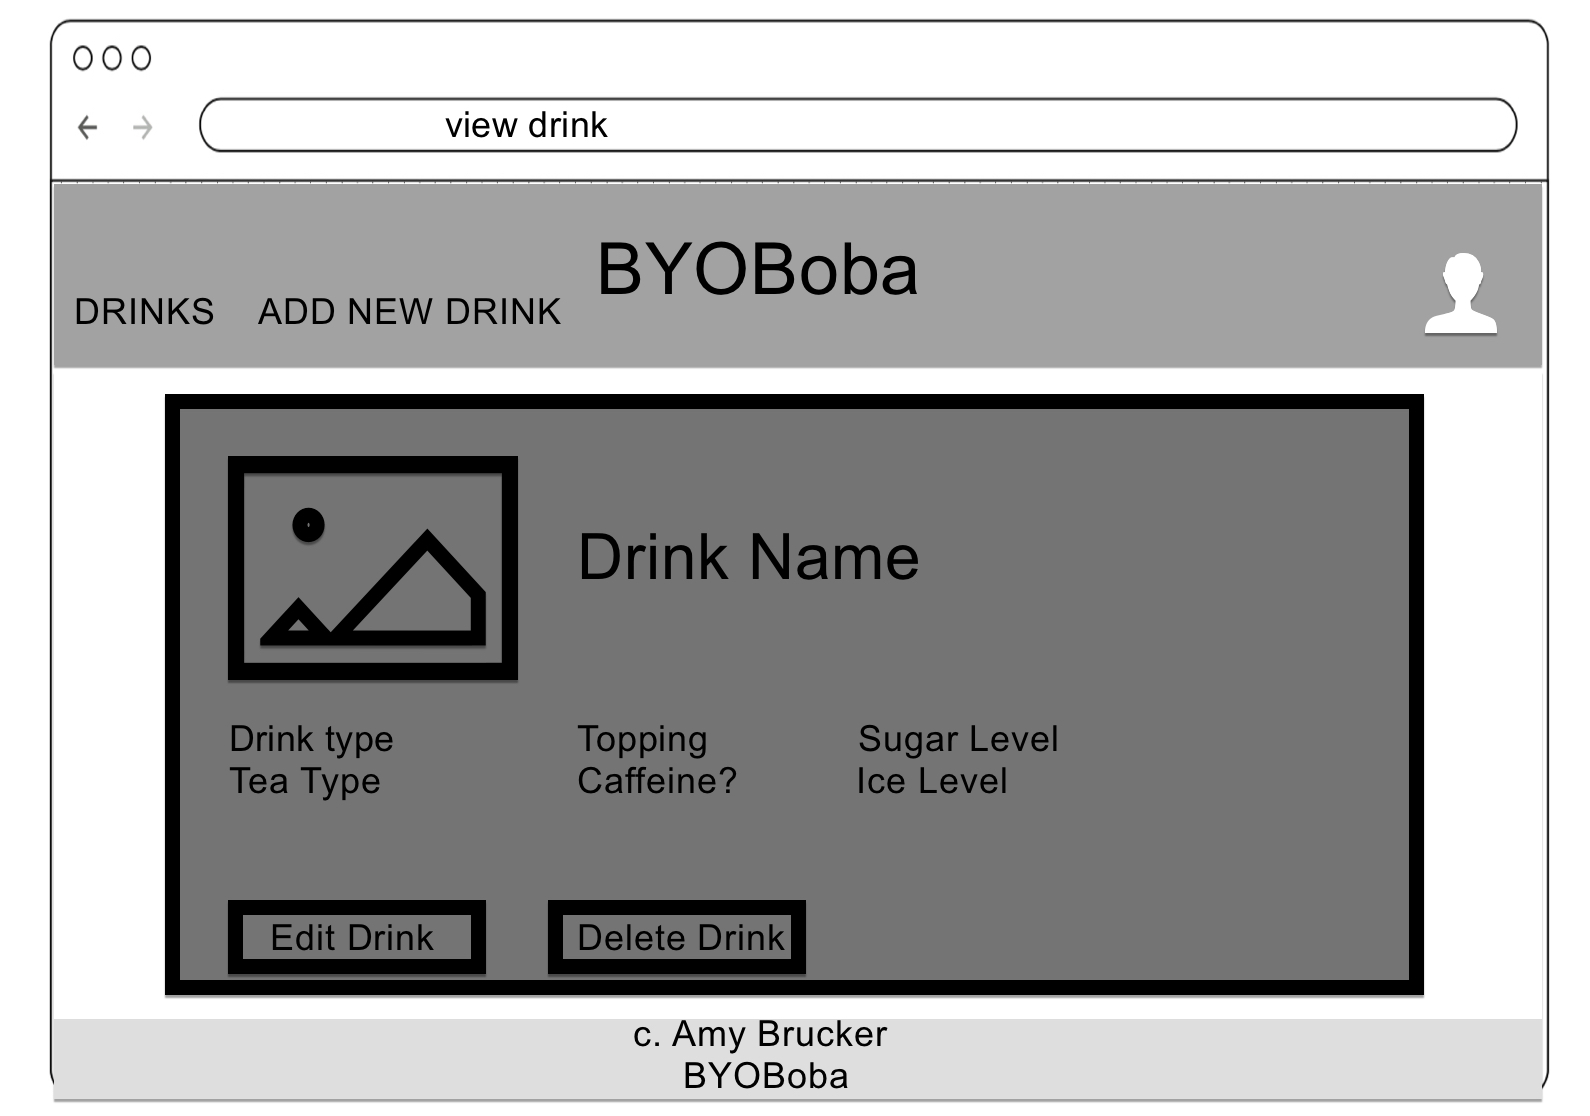 view drink
BYOBoba
DRINKS ADD NEW DRINK
Drink Name
Drink type Topping Sugar Level
Tea Type Caffeine? Ice Level
Edit Drink Delete Drink
c. Amy Brucker
BYOBoba